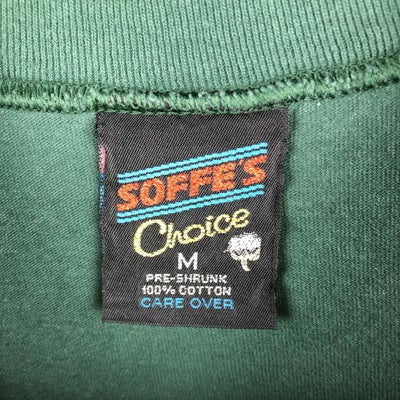 SOFFE'S
Choice
M
PRE-SHRUNK
100% COTTON
CARE OVER